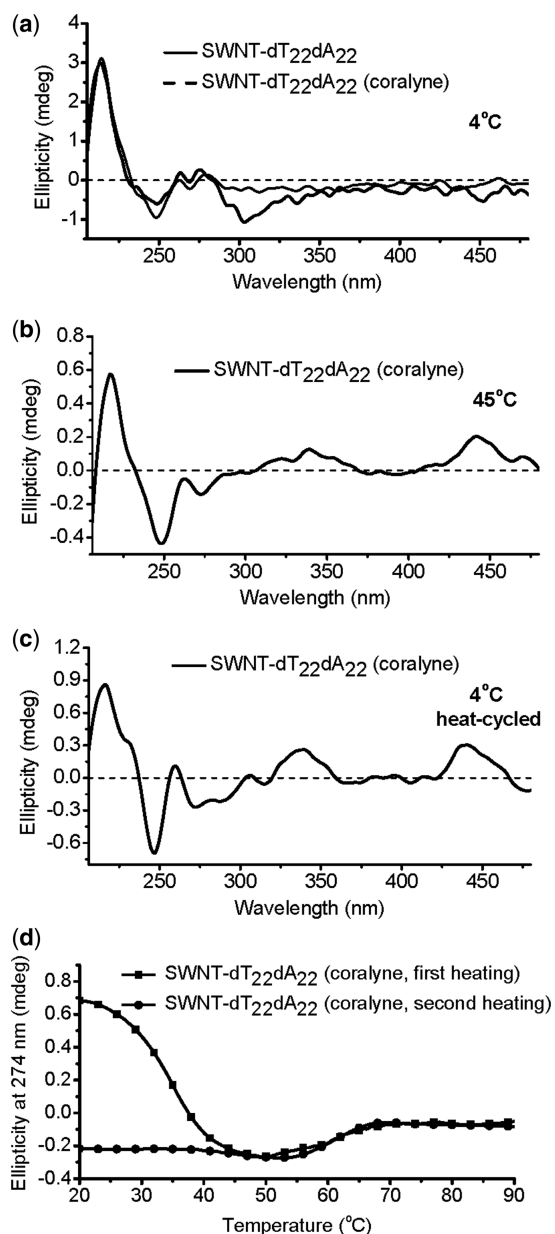 (a)
SWNT-dT22dA22
SWNT-dT22dA22 (coralyne)
4°C
Ellipticity (mdeg)
4
3
2
1
0
-1
250 300 350 400 450
Wavelength (nm)
(b)
SWNT-dT22dA22 (coralyne)
45°C
Ellipticity (mdeg)
0.8
0.6
0.4
0.2
0.0
-0.2
-0.4
250 300 350 400 450
Wavelength (nm)
(c)
SWNT-dT22dA22 (coralyne)
4°C
heat-cycled
Ellipticity (mdeg)
1.2
0.9
0.6
0.3
0.0
-0.3
-0.6
250 300 350 400 450
Wavelength (nm)
(d)
SWNT-dT22dA22 (coralyne, first heating)
SWNT-dT22dA22 (coralyne, second heating)
Ellipticity at 274 nm (mdeg)
0.8
0.6
0.4
0.2
0.0
-0.2
-0.4
20 30 40 50 60 70 80 90
Temperature (°C)